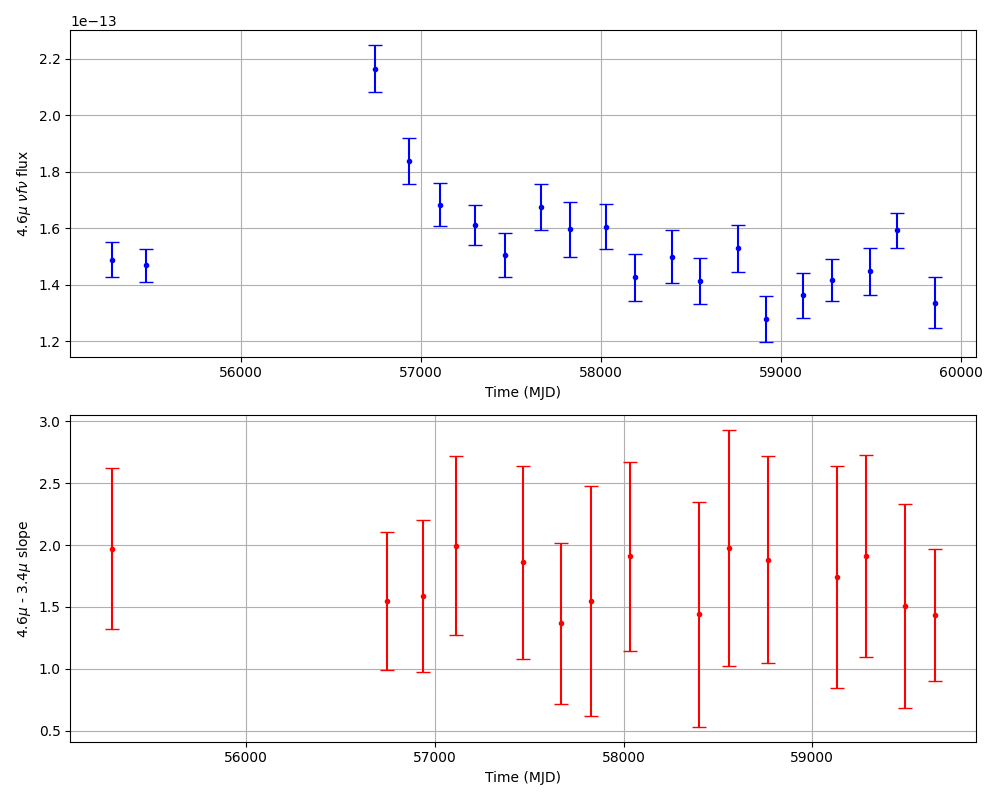 1e−13
2.2
2.0
1.8
1.6
1.4
1.2
4.6μ νfν flux
56000 57000 58000 59000 60000
Time (MJD)
3.0
2.5
2.0
1.5
1.0
0.5
4.6μ - 3.4μ slope
56000 57000 58000 59000
Time (MJD)